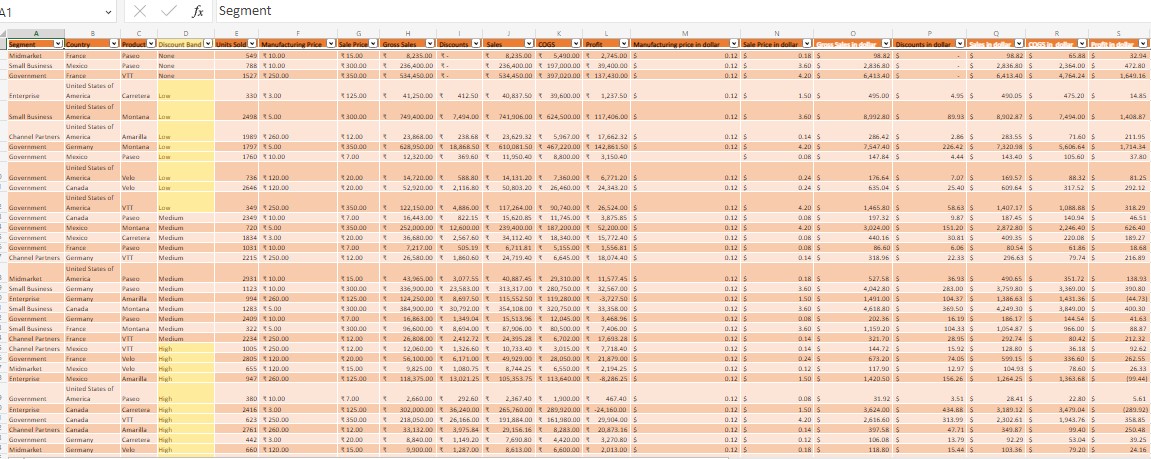 A1 fx Segment
A B C D E F G H I J K L M N O P Q R S
Segment Country Product Discount Band Units Sold Manufacturing Price Sale Price Gross Sales Discounts Sales COGS Profit Manufacturing price in dollar Sale Price in dollar Gross Sales in dollar Discounts in dollar Sales in dollar COGS in dollar Profit in dollar
Midmarket France Paseo None 549 ₹ 10.00 ₹ 15.00 ₹ 8,235.00 ₹ - ₹ 8,235.00 ₹ 5,490.00 ₹ 2,745.00 $ 0.12 $ 0.18 $ 98.82 $ - $ 98.82 $ 65.88 $ 32.94
Small Business Mexico Paseo None 788 ₹ 10.00 ₹ 300.00 ₹ 236,400.00 ₹ - ₹ 236,400.00 ₹ 197,000.00 ₹ 39,400.00 $ 0.12 $ 3.60 $ 2,836.80 $ - $ 2,836.80 $ 2,364.00 $ 472.80
Government France VTT None 1527 ₹ 250.00 ₹ 350.00 ₹ 534,450.00 ₹ - ₹ 534,450.00 ₹ 397,020.00 ₹ 137,430.00 $ 0.12 $ 4.20 $ 6,413.40 $ - $ 6,413.40 $ 4,764.24 $ 1,649.16
United States of
Enterprise America Carretera Low 330 ₹ 3.00 ₹ 125.00 ₹ 41,250.00 ₹ 412.50 ₹ 40,837.50 ₹ 39,600.00 ₹ 1,237.50 $ 0.12 $ 1.50 $ 495.00 $ 4.95 $ 490.05 $ 475.20 $ 14.85
United States of
Small Business America Montana Low 2498 ₹ 5.00 ₹ 300.00 ₹ 749,400.00 ₹ 7,494.00 ₹ 741,906.00 ₹ 624,500.00 ₹ 117,406.00 $ 0.12 $ 3.60 $ 8,992.80 $ 89.93 $ 8,902.87 $ 7,494.00 $ 1,408.87
United States of
Channel Partners America Amarilla Low 1989 ₹ 260.00 ₹ 12.00 ₹ 23,868.00 ₹ 238.68 ₹ 23,629.32 ₹ 5,967.00 ₹ 17,662.32 $ 0.12 $ 0.14 $ 286.42 $ 2.86 $ 283.55 $ 71.60 $ 211.95
Government Germany Montana Low 1797 ₹ 5.00 ₹ 350.00 ₹ 628,950.00 ₹ 18,868.50 ₹ 610,081.50 ₹ 467,220.00 ₹ 142,861.50 $ 0.12 $ 4.20 $ 7,547.40 $ 226.42 $ 7,320.98 $ 5,606.64 $ 1,714.34
Government Mexico Paseo Low 1760 ₹ 10.00 ₹ 7.00 ₹ 12,320.00 ₹ 369.60 ₹ 11,950.40 ₹ 8,800.00 ₹ 3,150.40 $ 0.08 $ 147.84 $ 4.44 $ 143.40 $ 105.60 $ 37.80
United States of
Government America Velo Low 736 ₹ 120.00 ₹ 20.00 ₹ 14,720.00 ₹ 588.80 ₹ 14,131.20 ₹ 7,360.00 ₹ 6,771.20 $ 0.12 $ 0.24 $ 176.64 $ 7.07 $ 169.57 $ 88.32 $ 81.25
Government Canada Velo Low 2646 ₹ 120.00 ₹ 20.00 ₹ 52,920.00 ₹ 2,116.80 ₹ 50,803.20 ₹ 26,460.00 ₹ 24,343.20 $ 0.12 $ 0.24 $ 635.04 $ 25.40 $ 609.64 $ 317.52 $ 292.12
United States of
Government America VTT Low 349 ₹ 250.00 ₹ 350.00 ₹ 122,150.00 ₹ 4,886.00 ₹ 117,264.00 ₹ 90,740.00 ₹ 26,524.00 $ 0.12 $ 4.20 $ 1,465.80 $ 58.63 $ 1,407.17 $ 1,088.88 $ 318.29
Government Canada Paseo Medium 2349 ₹ 10.00 ₹ 7.00 ₹ 16,443.00 ₹ 822.15 ₹ 15,620.85 ₹ 11,745.00 ₹ 3,875.85 $ 0.12 $ 0.08 $ 197.32 $ 9.87 $ 187.45 $ 140.94 $ 46.51
Government Mexico Montana Medium 720 ₹ 5.00 ₹ 350.00 ₹ 252,000.00 ₹ 12,600.00 ₹ 239,400.00 ₹ 187,200.00 ₹ 52,200.00 $ 0.12 $ 4.20 $ 3,024.00 $ 151.20 $ 2,872.80 $ 2,246.40 $ 626.40
Government Mexico Carretera Medium 1834 ₹ 3.00 ₹ 20.00 ₹ 36,680.00 ₹ 2,567.60 ₹ 34,112.40 ₹ 18,340.00 ₹ 15,772.40 $ 0.12 $ 0.08 $ 440.16 $ 30.81 $ 409.35 $ 220.08 $ 189.27
Government France Paseo Medium 1031 ₹ 10.00 ₹ 7.00 ₹ 7,217.00 ₹ 505.19 ₹ 6,711.81 ₹ 5,155.00 ₹ 1,556.81 $ 0.12 $ 0.08 $ 86.60 $ 6.06 $ 80.54 $ 61.86 $ 18.68
Channel Partners Germany VTT Medium 2215 ₹ 250.00 ₹ 12.00 ₹ 26,580.00 ₹ 1,860.60 ₹ 24,719.40 ₹ 6,645.00 ₹ 18,074.40 $ 0.12 $ 0.14 $ 318.96 $ 22.33 $ 296.63 $ 79.74 $ 216.89
United States of
Midmarket America Paseo Medium 2931 ₹ 10.00 ₹ 15.00 ₹ 43,965.00 ₹ 3,077.55 ₹ 40,887.45 ₹ 29,310.00 ₹ 11,577.45 $ 0.12 $ 0.18 $ 527.58 $ 36.93 $ 490.65 $ 351.72 $ 138.93
Small Business Germany Paseo Medium 1123 ₹ 10.00 ₹ 300.00 ₹ 336,900.00 ₹ 23,583.00 ₹ 313,317.00 ₹ 280,750.00 ₹ 32,567.00 $ 0.12 $ 3.60 $ 4,042.80 $ 283.00 $ 3,759.80 $ 3,369.00 $ 390.80
Enterprise Germany Amarilla Medium 994 ₹ 260.00 ₹ 125.00 ₹ 124,250.00 ₹ 8,697.50 ₹ 115,552.50 ₹ 119,280.00 ₹ -3,727.50 $ 0.12 $ 1.50 $ 1,491.00 $ 104.37 $ 1,386.63 $ 1,431.36 $ (44.73)
Small Business Canada Montana Medium 1283 ₹ 5.00 ₹ 300.00 ₹ 384,900.00 ₹ 30,792.00 ₹ 354,108.00 ₹ 320,750.00 ₹ 33,358.00 $ 0.12 $ 3.60 $ 4,618.80 $ 369.50 $ 4,249.30 $ 3,849.00 $ 400.30
Government Germany Paseo Medium 2409 ₹ 10.00 ₹ 7.00 ₹ 16,863.00 ₹ 1,349.04 ₹ 15,513.96 ₹ 12,045.00 ₹ 3,468.96 $ 0.12 $ 0.08 $ 202.36 $ 16.19 $ 186.17 $ 144.54 $ 41.63
Small Business France Montana Medium 322 ₹ 5.00 ₹ 300.00 ₹ 96,600.00 ₹ 8,694.00 ₹ 87,906.00 ₹ 80,500.00 ₹ 7,406.00 $ 0.12 $ 3.60 $ 1,159.20 $ 104.33 $ 1,054.87 $ 966.00 $ 88.87
Channel Partners France VTT Medium 2234 ₹ 250.00 ₹ 12.00 ₹ 26,808.00 ₹ 2,412.72 ₹ 24,395.28 ₹ 6,702.00 ₹ 17,693.28 $ 0.12 $ 0.14 $ 321.70 $ 28.95 $ 292.74 $ 80.42 $ 212.32
Channel Partners Mexico VTT High 1005 ₹ 250.00 ₹ 12.00 ₹ 12,060.00 ₹ 1,326.60 ₹ 10,733.40 ₹ 3,015.00 ₹ 7,718.40 $ 0.12 $ 0.14 $ 144.72 $ 15.92 $ 128.80 $ 36.18 $ 92.62
Government France Velo High 2805 ₹ 120.00 ₹ 20.00 ₹ 56,100.00 ₹ 6,171.00 ₹ 49,929.00 ₹ 28,050.00 ₹ 21,879.00 $ 0.12 $ 0.24 $ 673.20 $ 74.05 $ 599.15 $ 336.60 $ 262.55
Midmarket Mexico Velo High 655 ₹ 120.00 ₹ 15.00 ₹ 9,825.00 ₹ 1,080.75 ₹ 8,744.25 ₹ 6,550.00 ₹ 2,194.25 $ 0.12 $ 0.18 $ 117.90 $ 12.97 $ 104.93 $ 78.60 $ 26.33
Enterprise Mexico Amarilla High 947 ₹ 260.00 ₹ 125.00 ₹ 118,375.00 ₹ 13,021.25 ₹ 105,353.75 ₹ 113,640.00 ₹ -8,286.25 $ 0.12 $ 1.50 $ 1,420.50 $ 156.26 $ 1,264.25 $ 1,363.68 $ (99.44)
United States of
Government America Paseo High 380 ₹ 10.00 ₹ 7.00 ₹ 2,660.00 ₹ 292.60 ₹ 2,367.40 ₹ 1,900.00 ₹ 467.40 $ 0.12 $ 0.08 $ 31.92 $ 3.51 $ 28.41 $ 22.80 $ 5.61
Enterprise Canada Carretera High 2416 ₹ 3.00 ₹ 125.00 ₹ 302,000.00 ₹ 36,240.00 ₹ 265,760.00 ₹ 289,920.00 ₹ -24,160.00 $ 0.12 $ 1.50 $ 3,624.00 $ 434.88 $ 3,189.12 $ 3,479.04 $ (289.92)
Government Canada VTT High 623 ₹ 250.00 ₹ 350.00 ₹ 218,050.00 ₹ 26,166.00 ₹ 191,884.00 ₹ 161,980.00 ₹ 29,904.00 $ 0.12 $ 4.20 $ 2,616.60 $ 313.99 $ 2,302.61 $ 1,943.76 $ 358.85
Channel Partners Canada Amarilla High 2761 ₹ 260.00 ₹ 12.00 ₹ 33,132.00 ₹ 3,975.84 ₹ 29,156.16 ₹ 8,283.00 ₹ 20,873.16 $ 0.12 $ 0.14 $ 397.58 $ 47.71 $ 349.87 $ 99.40 $ 250.48
Government Germany Carretera High 442 ₹ 3.00 ₹ 20.00 ₹ 8,840.00 ₹ 1,149.20 ₹ 7,690.80 ₹ 4,420.00 ₹ 3,270.80 $ 0.12 $ 0.12 $ 106.08 $ 13.79 $ 92.29 $ 53.04 $ 39.25
Midmarket Germany Velo High 660 ₹ 120.00 ₹ 15.00 ₹ 9,900.00 ₹ 1,287.00 ₹ 8,613.00 ₹ 6,600.00 ₹ 2,013.00 $ 0.12 $ 0.18 $ 118.80 $ 15.44 $ 103.36 $ 79.20 $ 24.16